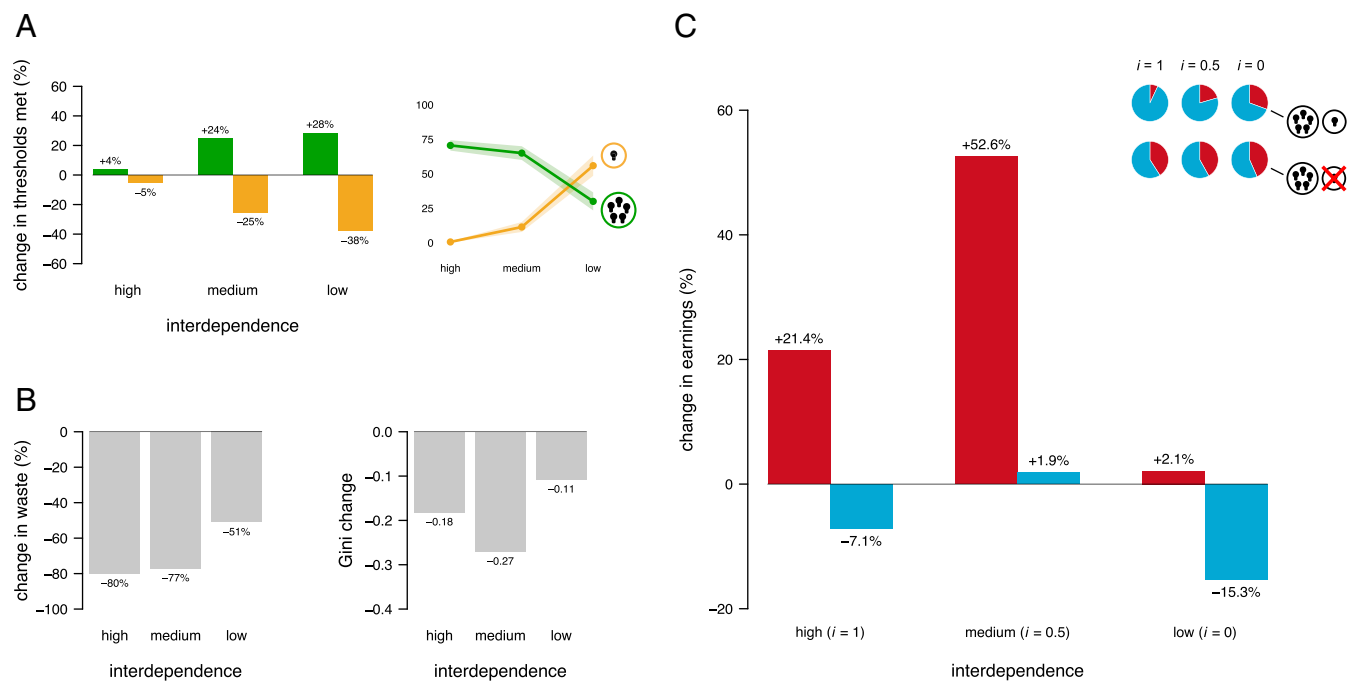 A
change in thresholds met (%)
60
40
20
0
−20
−40
−60
+4%
−5%
+24%
−25%
+28%
−38%
high
medium
low
interdependence
100
75
50
25
0
high
medium
low
B
change in waste (%)
0
−20
−40
−60
−80
−100
−80%
−77%
−51%
high
medium
low
interdependence
Gini change
0.0
−0.1
−0.2
−0.3
−0.4
−0.18
−0.27
−0.11
high
medium
low
interdependence
C
i = 1
i = 0.5
i = 0
change in earnings (%)
60
40
20
0
−20
+21.4%
−7.1%
+52.6%
+1.9%
+2.1%
−15.3%
high (i = 1)
medium (i = 0.5)
low (i = 0)
interdependence